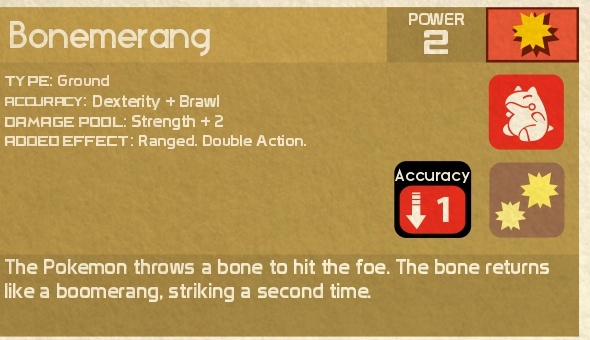 Bonemerang
POWER
2
TYPE: Ground
ACCURACY: Dexterity + Brawl
DAMAGE POOL: Strength + 2
ADDED EFFECT: Ranged. Double Action.
Accuracy
1
The Pokemon throws a bone to hit the foe. The bone returns
like a boomerang, striking a second time.